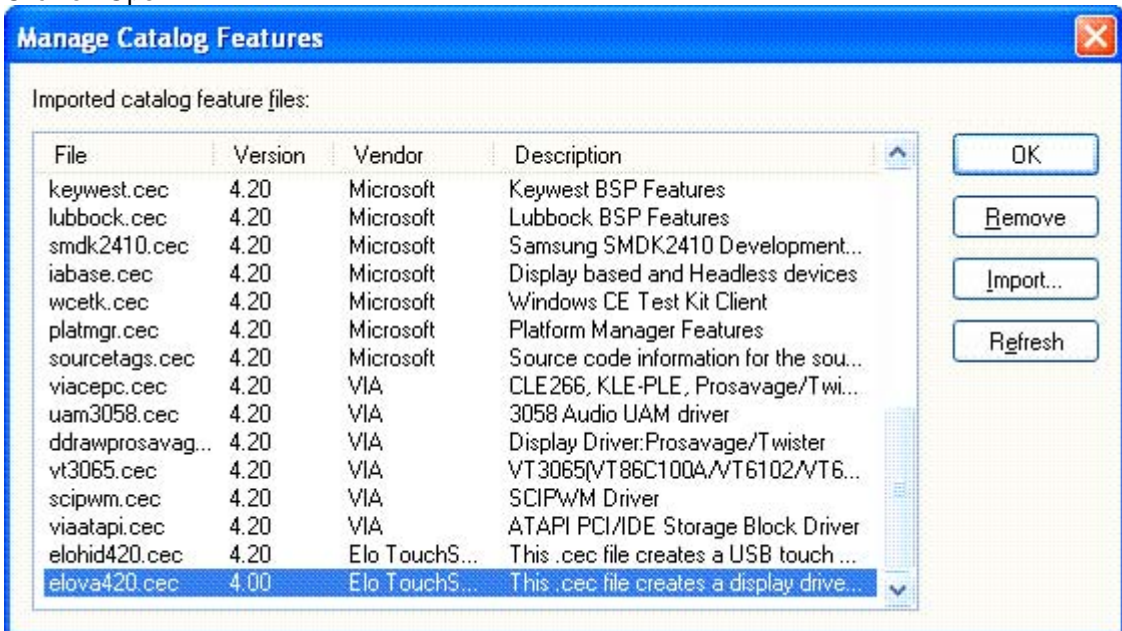 Manage Catalog Features
Imported catalog feature files:
File Version Vendor Description
keywest.cec 4.20 Microsoft Keywest BSP Features
lubbock.cec 4.20 Microsoft Lubbock BSP Features
smdk2410.cec 4.20 Microsoft Samsung SMDK2410 Development...
iabase.cec 4.20 Microsoft Display based and Headless devices
wcetk.cec 4.20 Microsoft Windows CE Test Kit Client
platmgr.cec 4.20 Microsoft Platform Manager Features
sourcetags.cec 4.20 Microsoft Source code information for the sou...
viacepc.cec 4.20 VIA CLE266, KLE-PLE, Prosavage/Twi...
uam3058.cec 4.20 VIA 3058 Audio UAM driver
ddrawprosavag... 4.20 VIA Display Driver:Prosavage/Twister
vt3065.cec 4.20 VIA VT3065(VT86C100A/VT6102/VT6...
scipwm.cec 4.20 VIA SCIPWM Driver
viaatapi.cec 4.20 VIA ATAPI PCI/IDE Storage Block Driver
elohid420.cec 4.20 Elo TouchS... This .cec file creates a USB touch ...
elova420.cec 4.00 Elo TouchS... This .cec file creates a display drive...
OK
Remove
Import...
Refresh